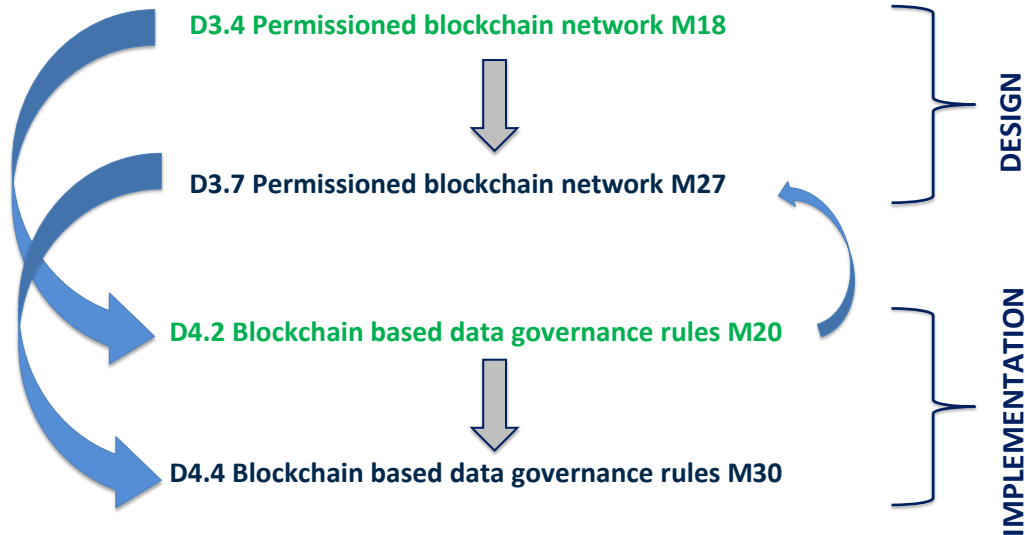 D3.4 Permissioned blockchain network M18
DESIGN
D3.7 Permissioned blockchain network M27
D4.2 Blockchain based data governance rules M20
IMPLEMENTATION
D4.4 Blockchain based data governance rules M30